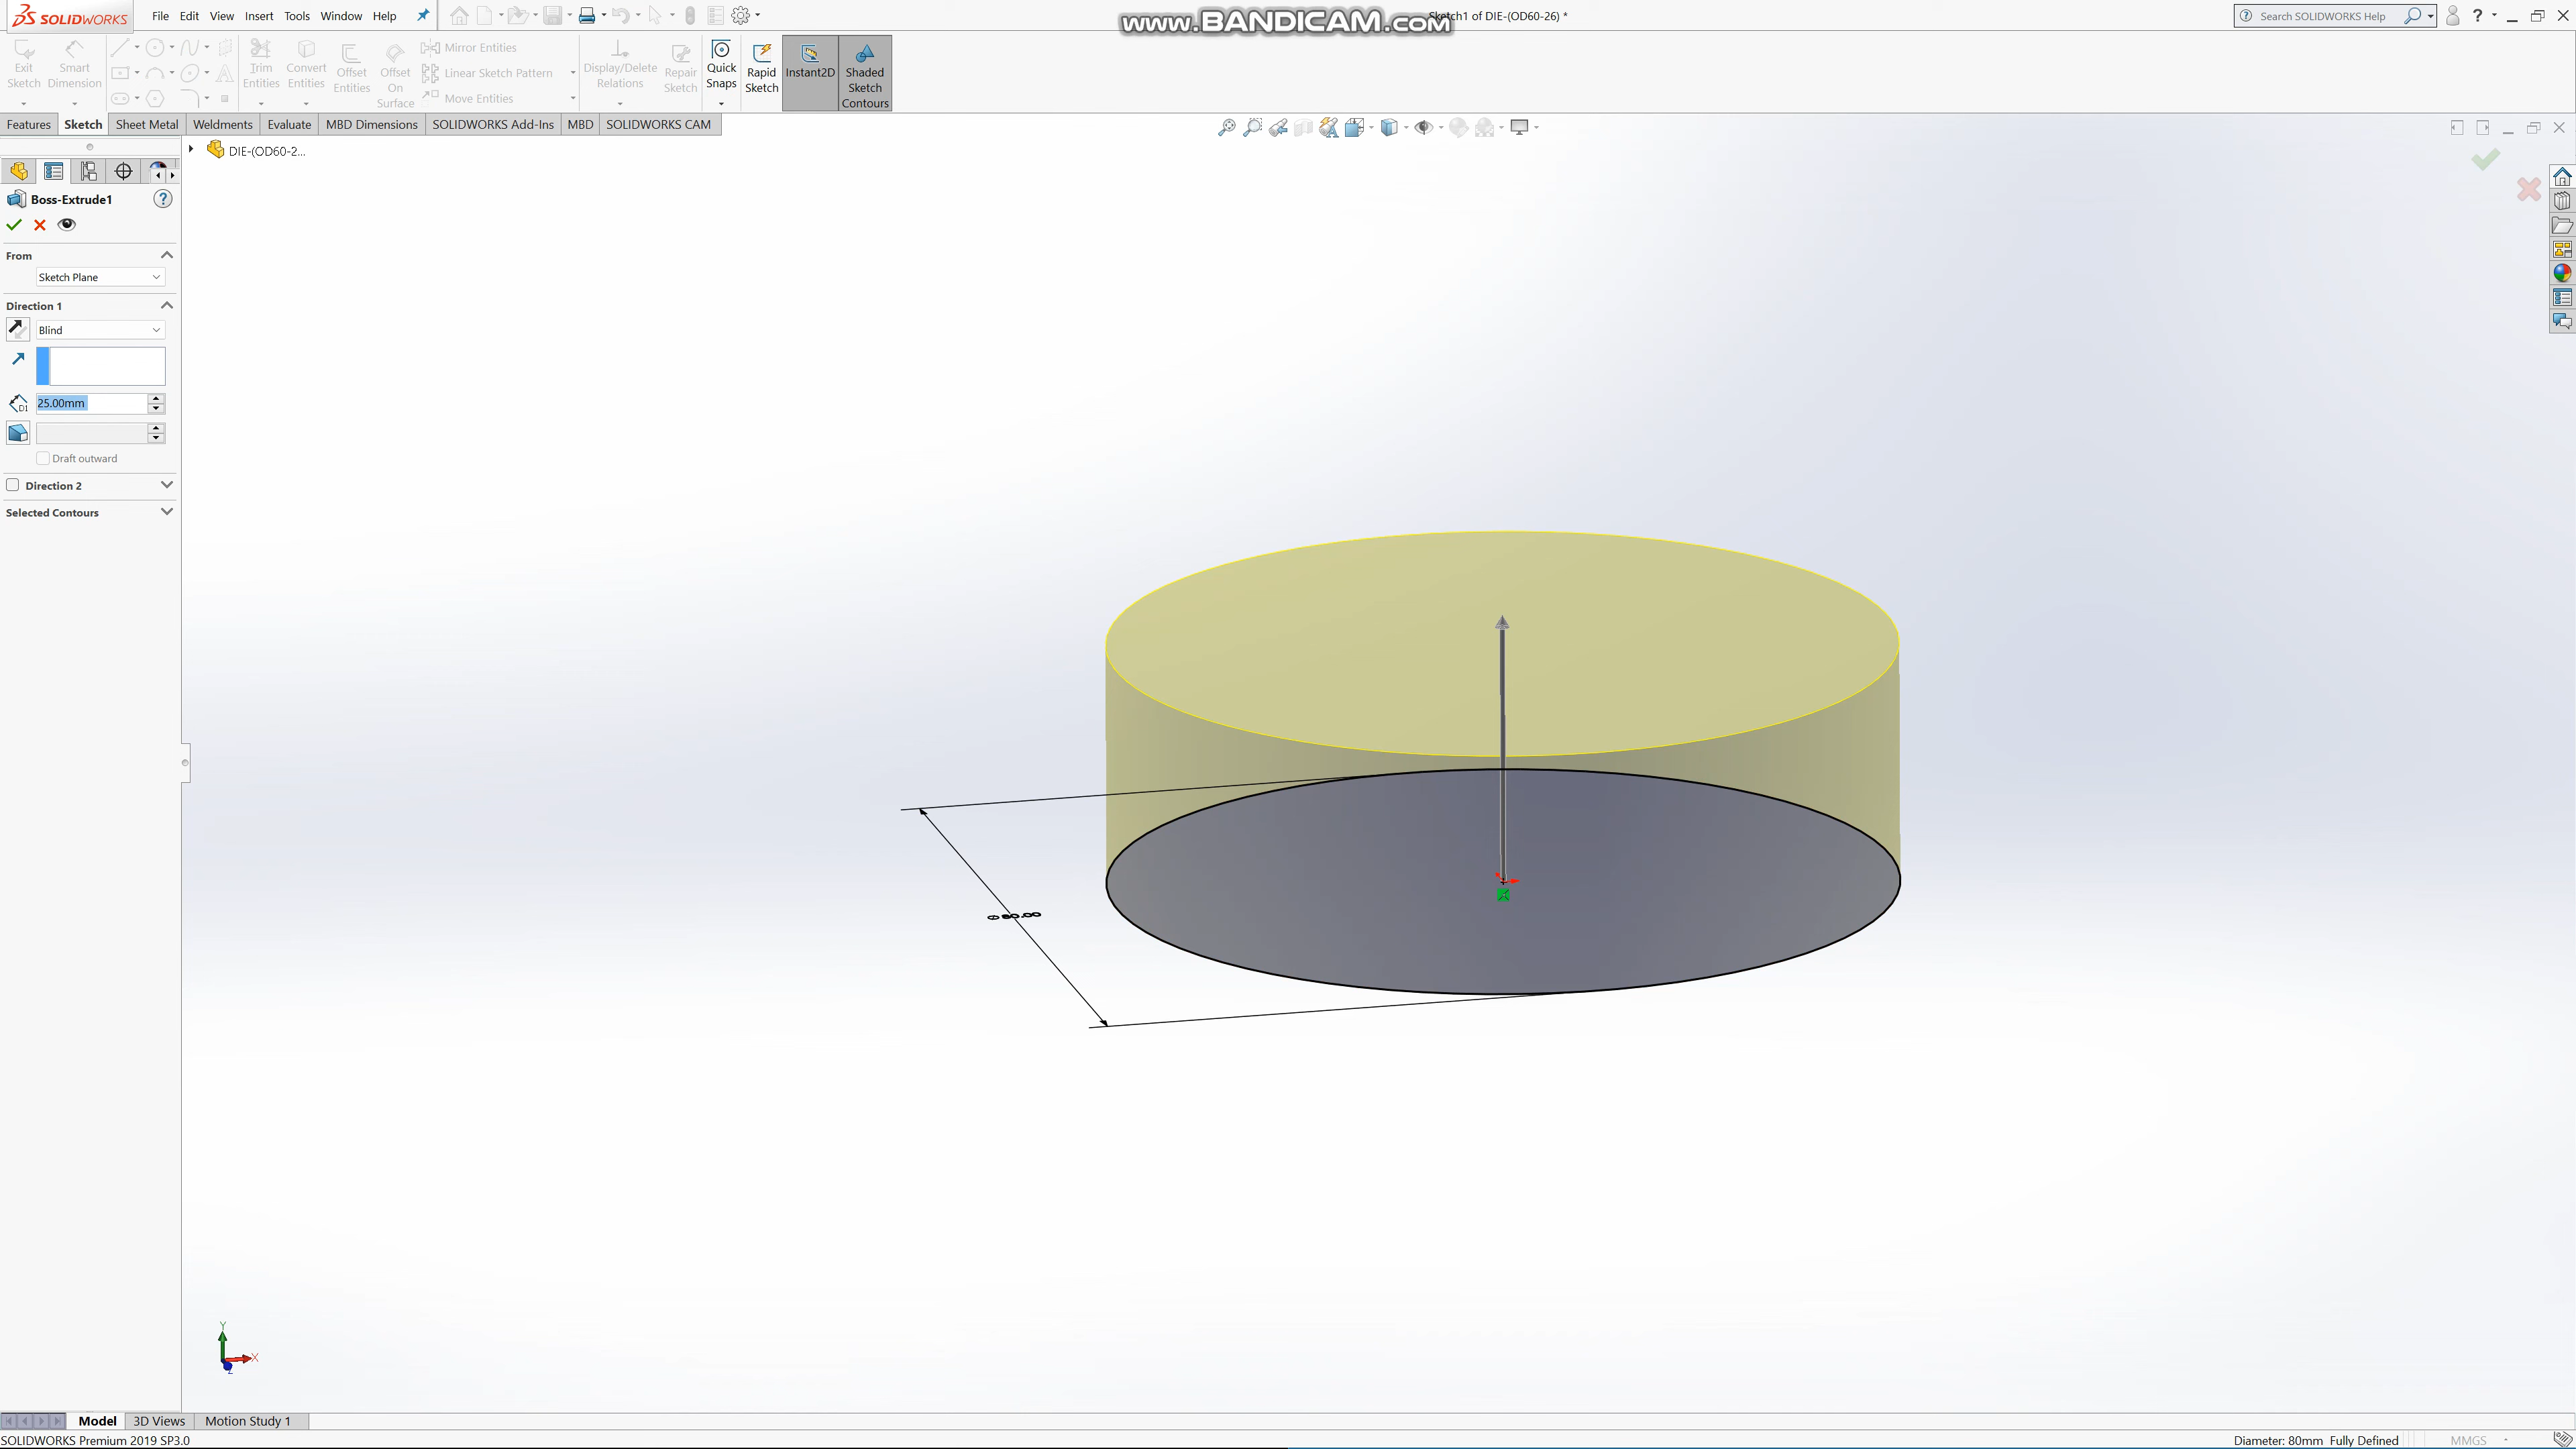 SOLIDWORKS
File Edit View Insert Tools Window Help
www.BANDICAM.com
Sketch1 of DIE-(OD60-26) *
Search SOLIDWORKS Help
Exit Sketch
Smart Dimension
Trim Entities
Convert Entities
Offset Entities
Offset On Surface
Mirror Entities
Linear Sketch Pattern
Move Entities
Display/Delete Relations
Repair Sketch
Quick Snaps
Rapid Sketch
Instant2D
Shaded Sketch Contours
Features Sketch Sheet Metal Weldments Evaluate MBD Dimensions SOLIDWORKS Add-Ins MBD SOLIDWORKS CAM
DIE-(OD60-2...
Boss-Extrude1
From
Sketch Plane
Direction 1
Blind
D1
25.00mm
Draft outward
Direction 2
Selected Contours
Y
X
Z
Model 3D Views Motion Study 1
SOLIDWORKS Premium 2019 SP3.0
Diameter: 80mm Fully Defined
MMGS